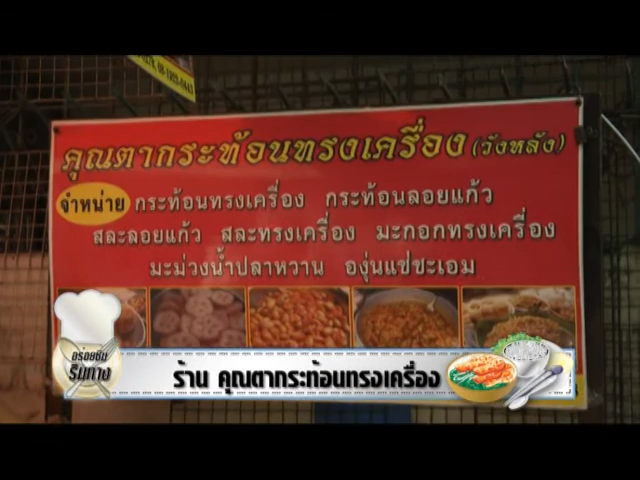 คุณตากระท้อนทรงเครื่อง (วังหลัง)
จำหน่าย กระท้อนทรงเครื่อง กระท้อนลอยแก้ว
สละลอยแก้ว สละทรงเครื่อง มะกอกทรงเครื่อง
มะม่วงน้ำปลาหวาน องุ่นแช่ชะเอม
อร่อยชิม
ริมทาง
ร้าน คุณตากระท้อนทรงเครื่อง